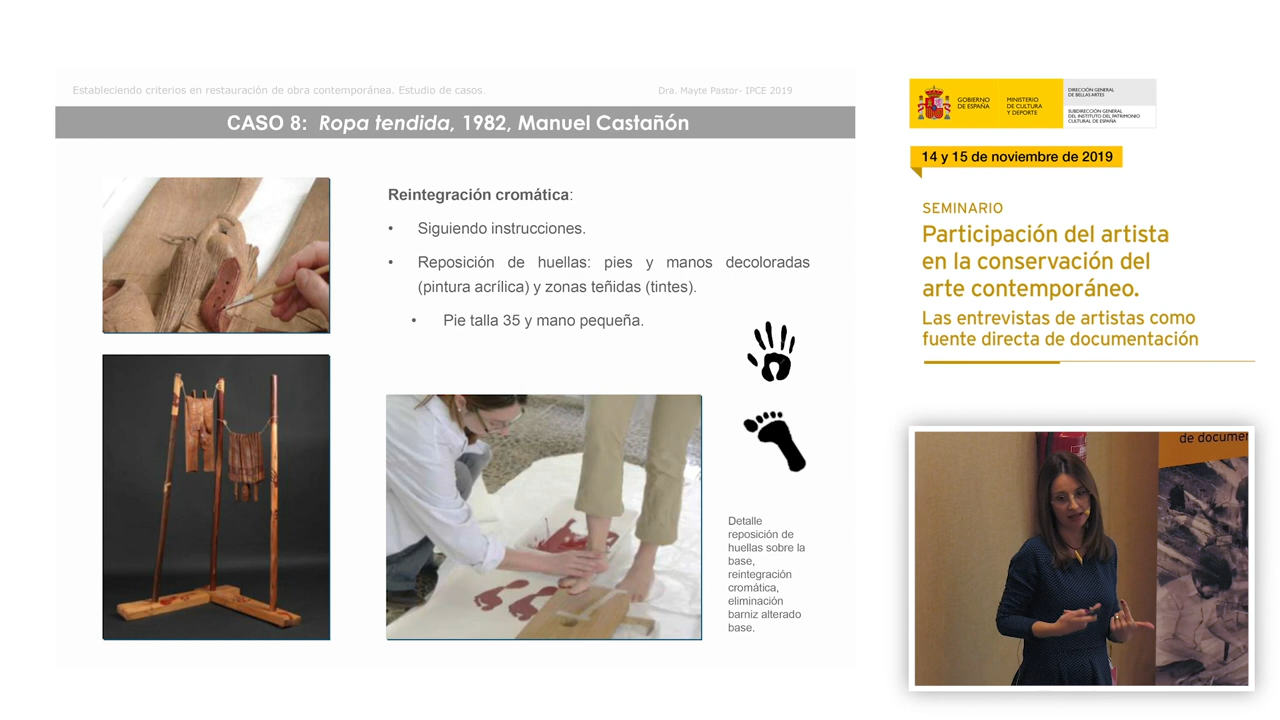 Estableciendo criterios en restauración de obra contemporánea. Estudio de casos.
Dra. Mayte Pastor- IPCE 2019
CASO 8: Ropa tendida, 1982, Manuel Castañón
Reintegración cromática:
• Siguiendo instrucciones.
• Reposición de huellas: pies y manos decoloradas
(pintura acrílica) y zonas teñidas (tintes).
• Pie talla 35 y mano pequeña.
Detalle
reposición de
huellas sobre la
base,
reintegración
cromática,
eliminación
barniz alterado
base.
GOBIERNO
DE ESPAÑA
MINISTERIO
DE CULTURA
Y DEPORTE
DIRECCIÓN GENERAL
DE BELLAS ARTES
SUBDIRECCIÓN GENERAL
DEL INSTITUTO DEL PATRIMONIO
CULTURAL DE ESPAÑA
14 y 15 de noviembre de 2019
SEMINARIO
Participación del artista
en la conservación del
arte contemporáneo.
Las entrevistas de artistas como
fuente directa de documentación
de documen